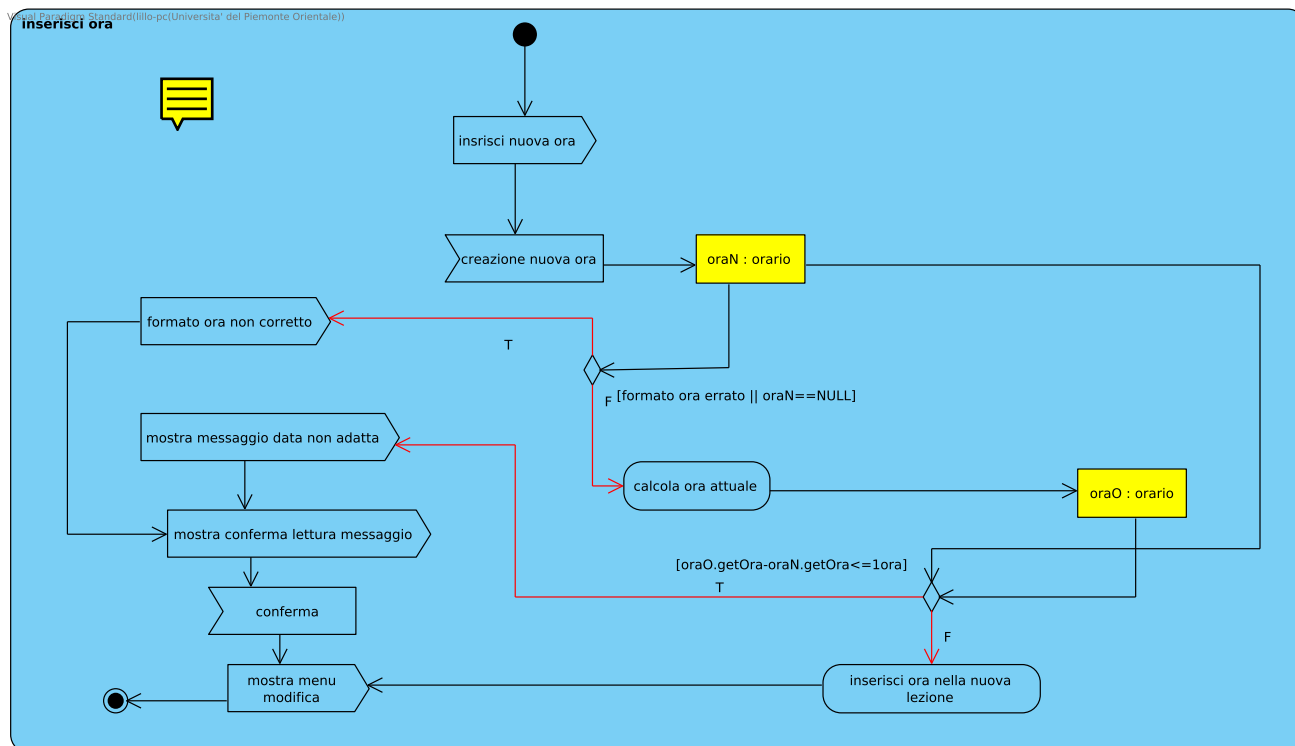 Visual Paradigm Standard(lillo-pc(Universita' del Piemonte Orientale))
inserisci ora
insrisci nuova ora
creazione nuova ora
oraN : orario
formato ora non corretto
T
F
[formato ora errato || oraN==NULL]
mostra messaggio data non adatta
calcola ora attuale
oraO : orario
mostra conferma lettura messaggio
[oraO.getOra-oraN.getOra<=1ora]
T
conferma
F
mostra menu
modifica
inserisci ora nella nuova
lezione